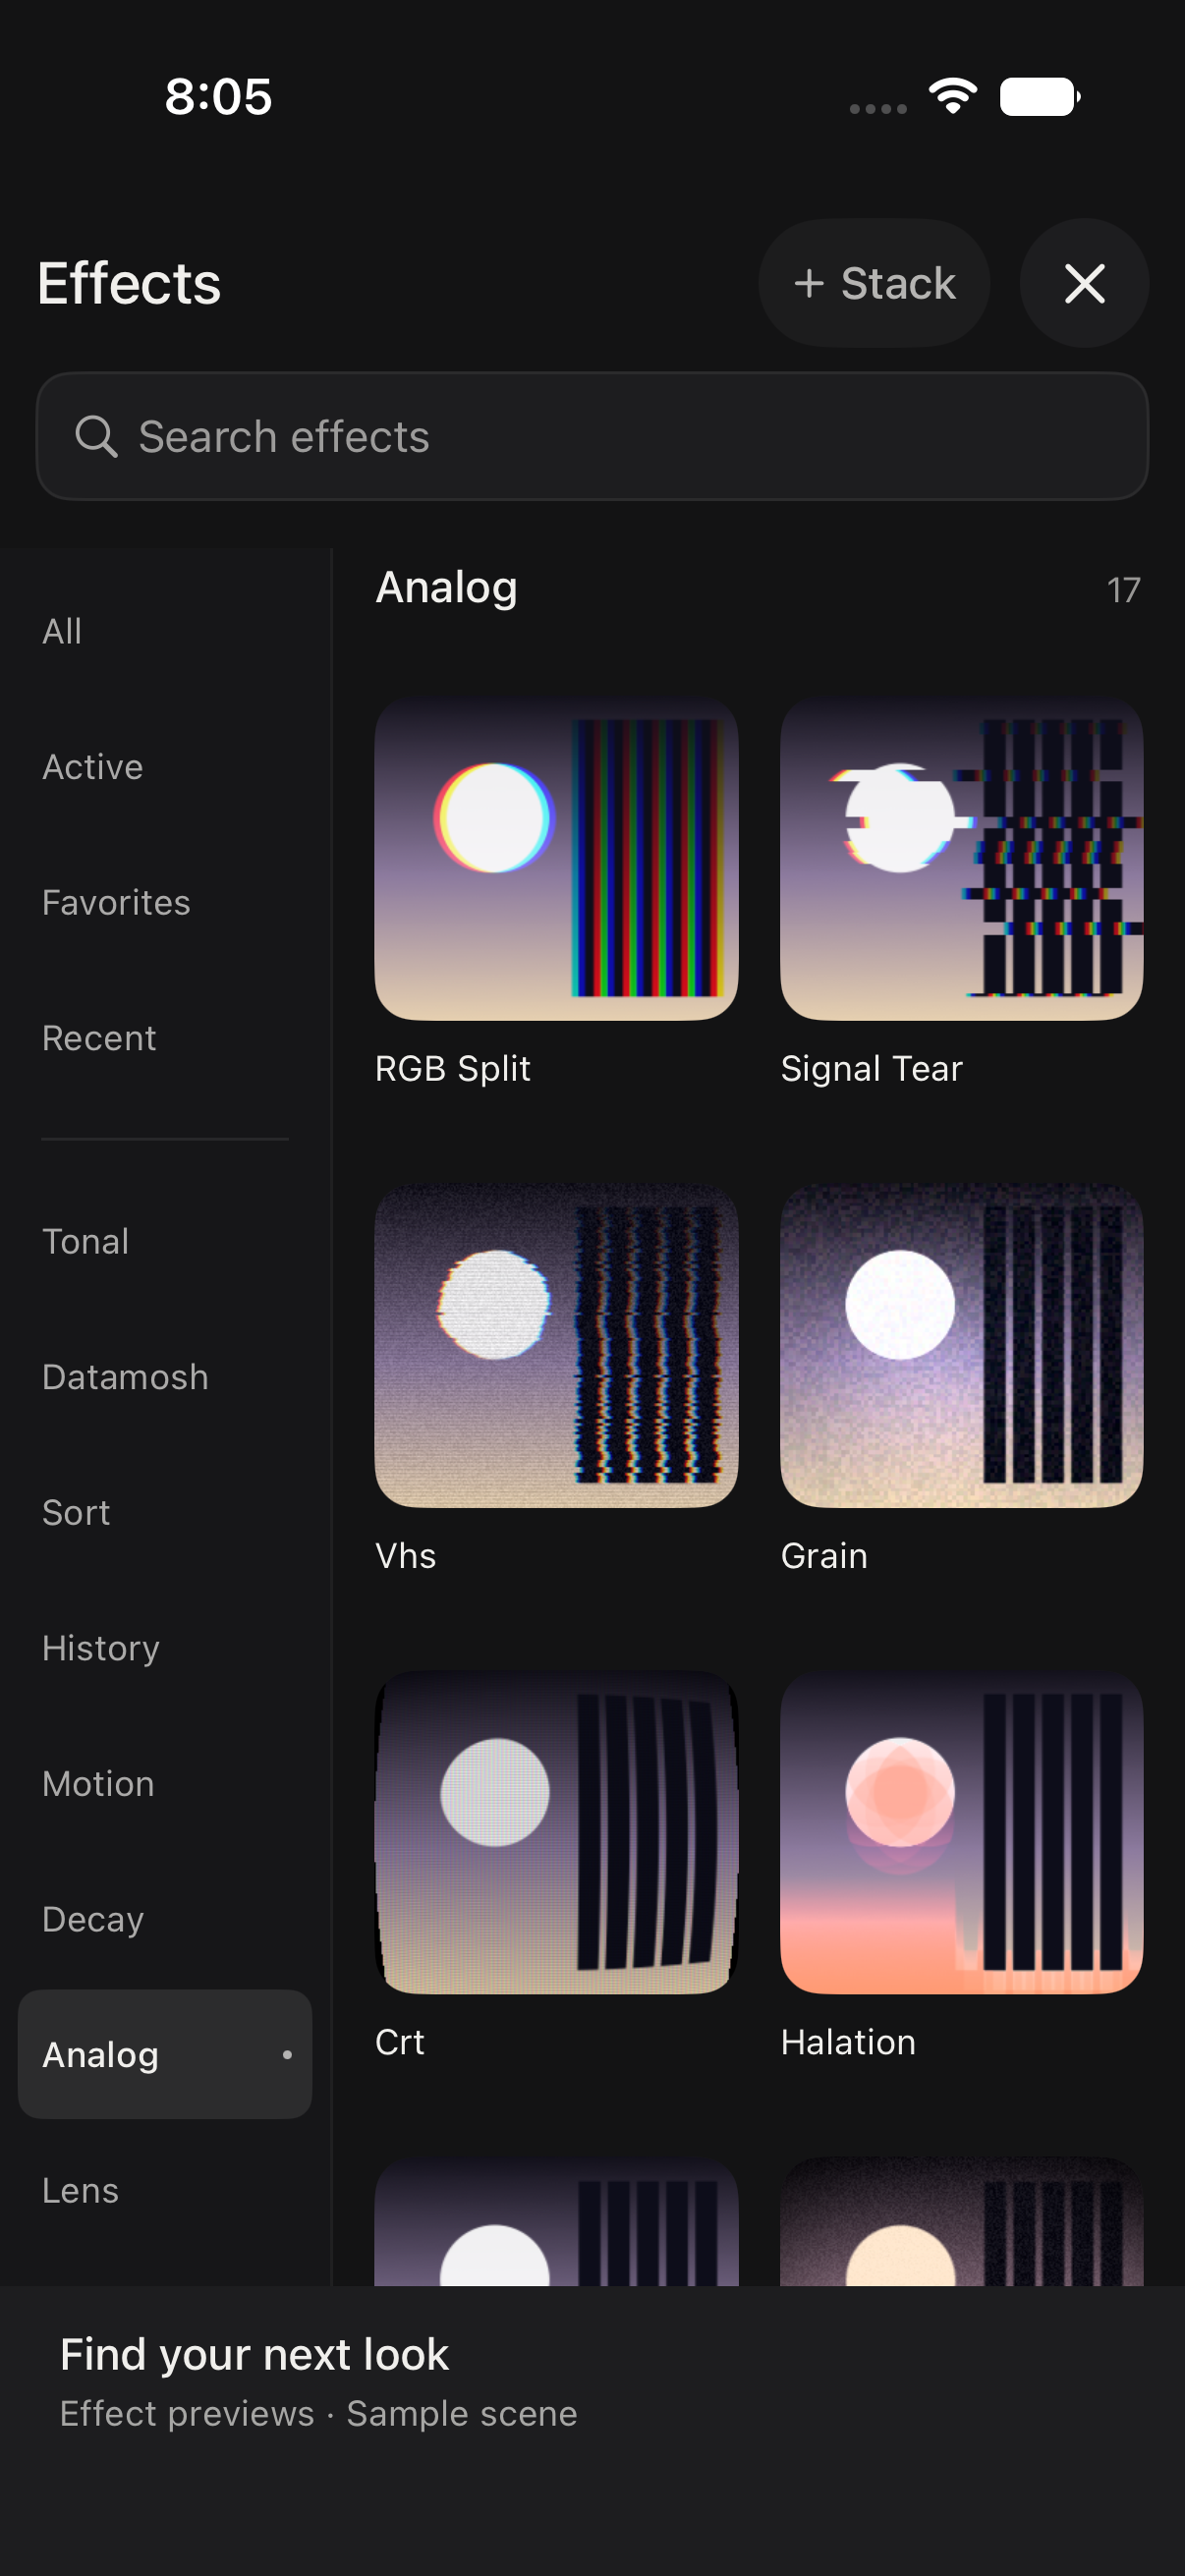 8:05
Effects
+ Stack
Search effects
All
Active
Favorites
Recent
Tonal
Datamosh
Sort
History
Motion
Decay
Analog
Lens
Analog
17
RGB Split
Signal Tear
Vhs
Grain
Crt
Halation
Find your next look
Effect previews · Sample scene